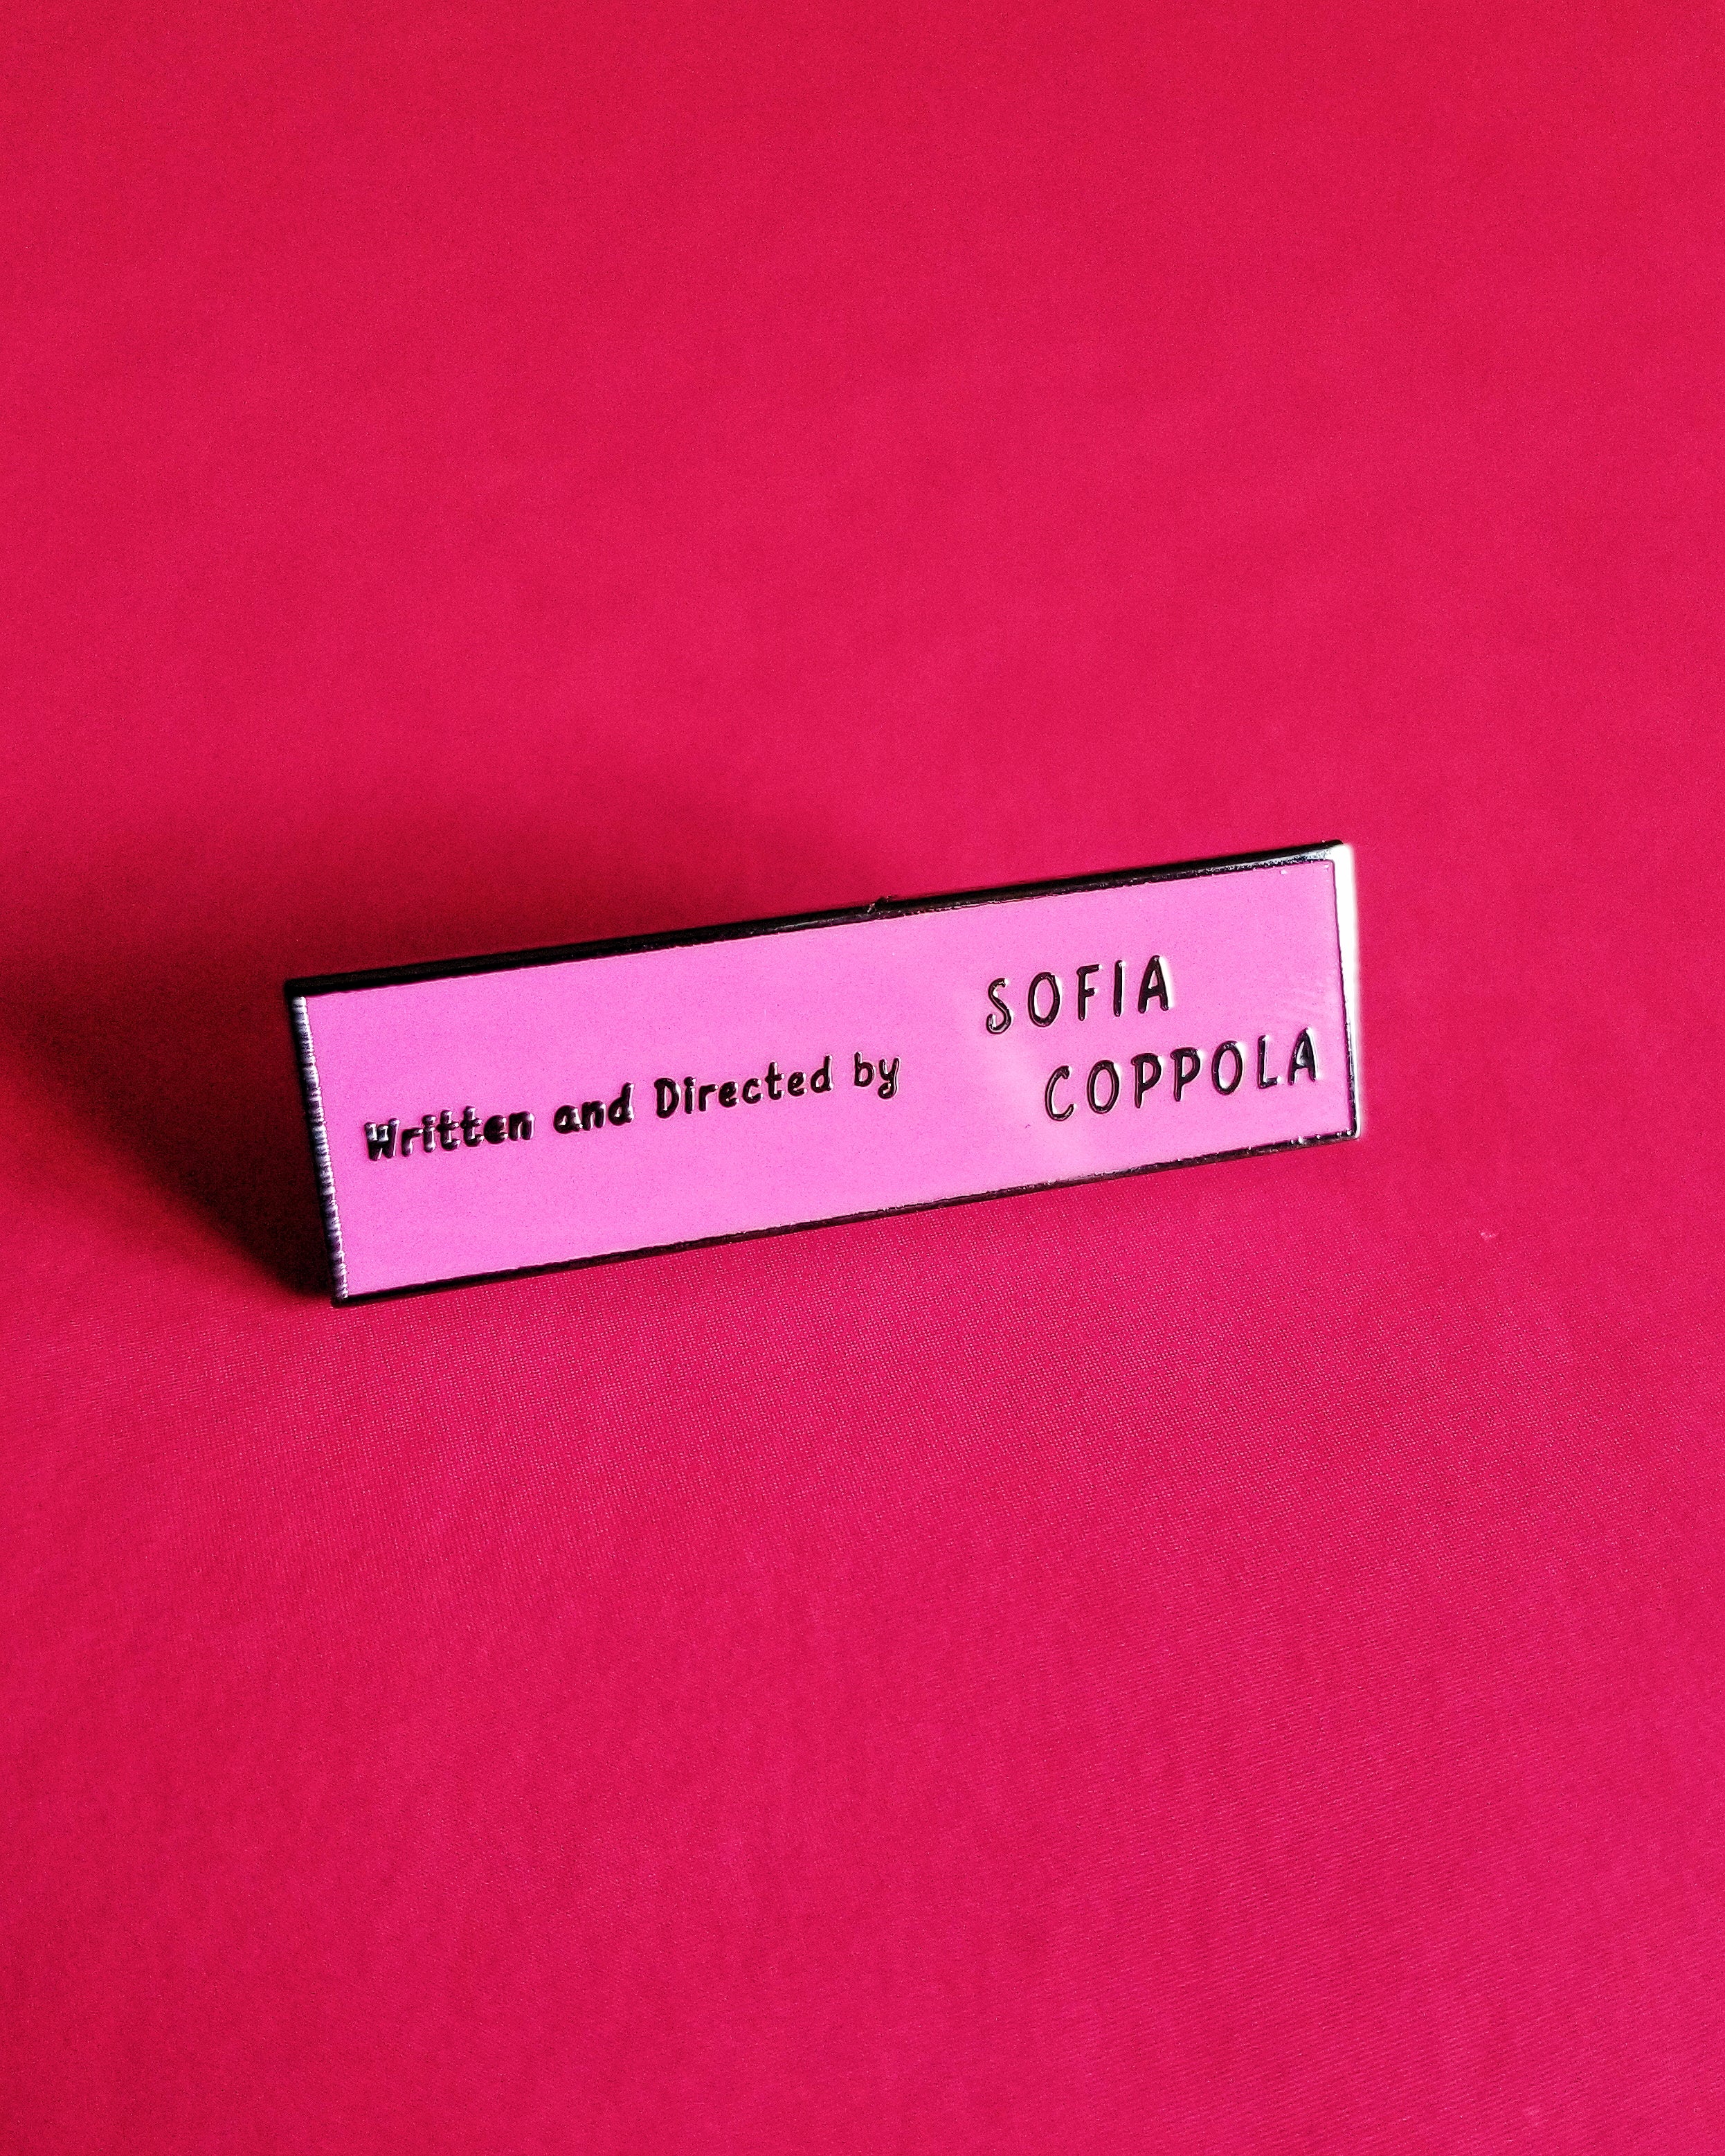 Written and Directed by
SOFIA
COPPOLA